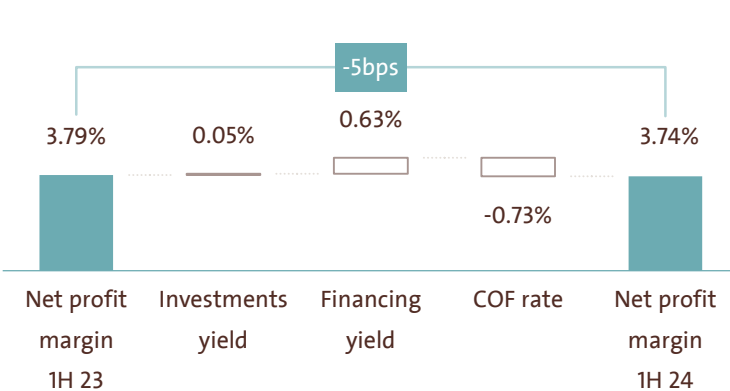 -5bps
3.79%
0.05%
0.63%
-0.73%
3.74%
Net profit
margin
1H 23
Investments
yield
Financing
yield
COF rate
Net profit
margin
1H 24